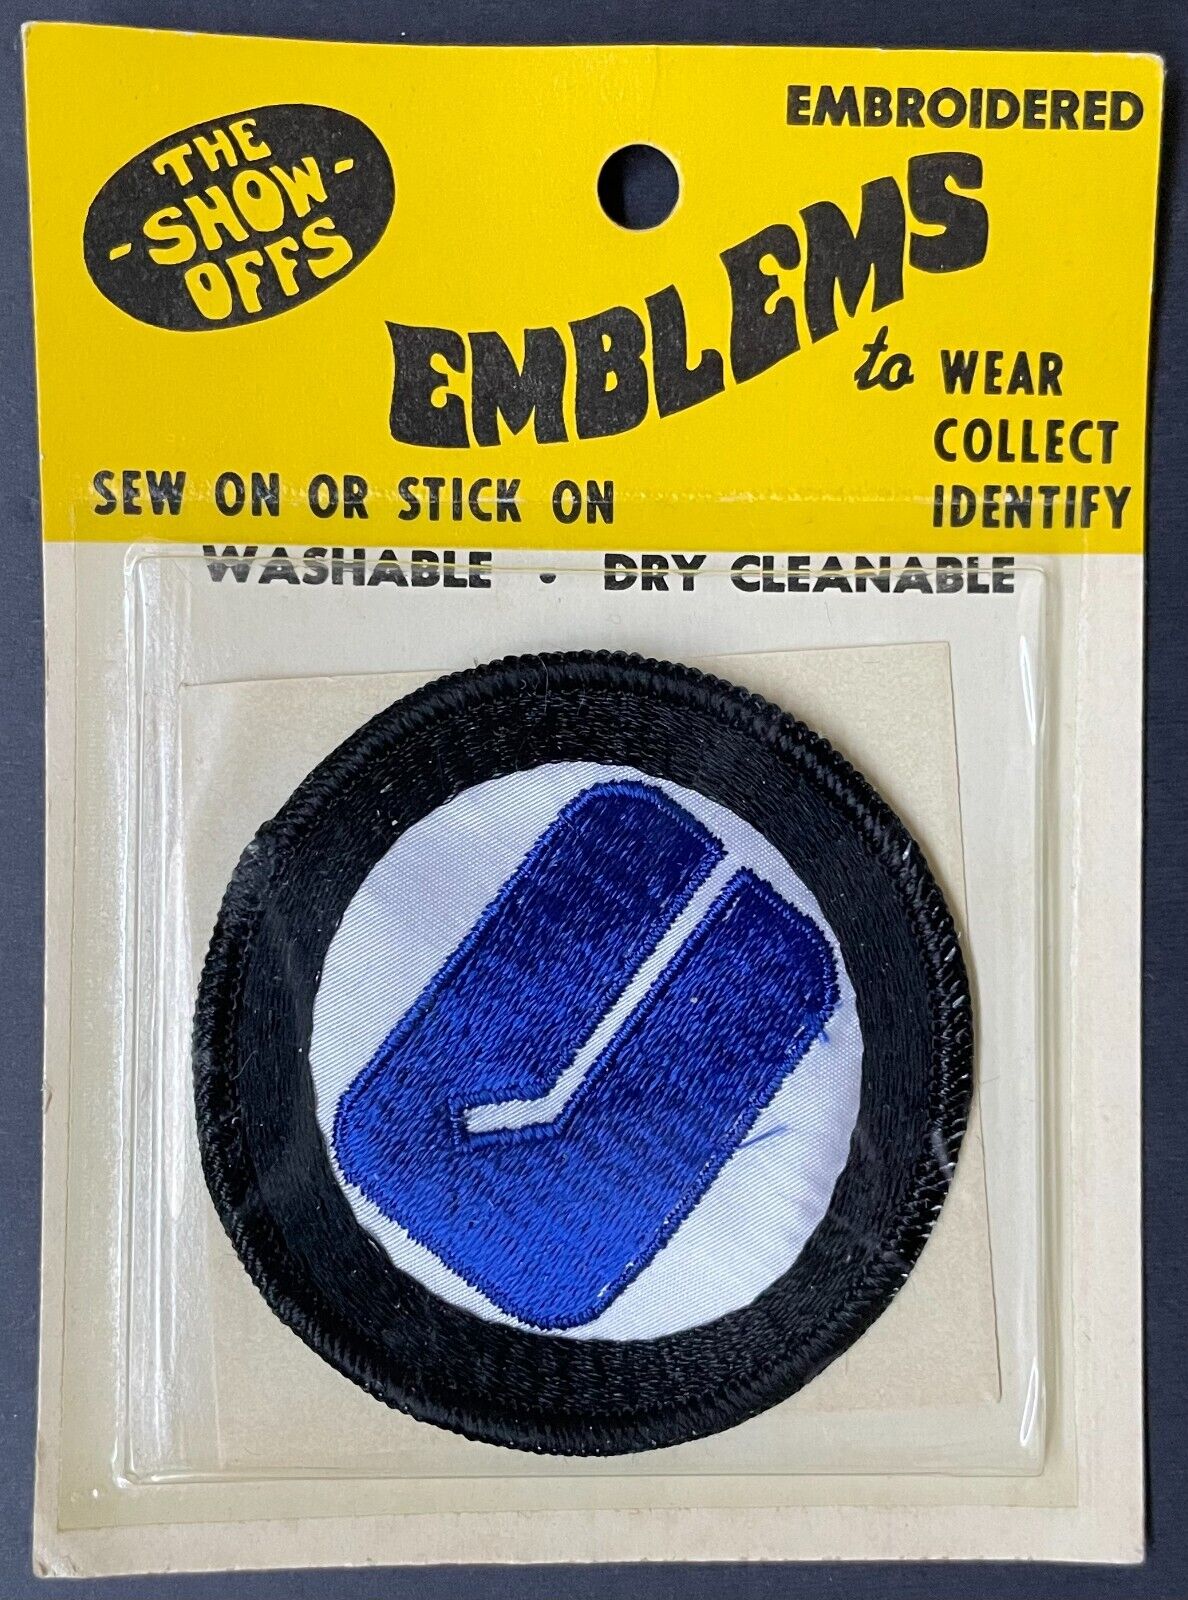 THE
-SHOW-
OFFS
EMBROIDERED
EMBLEMS
to WEAR
COLLECT
IDENTIFY
SEW ON OR STICK ON
WASHABLE • DRY CLEANABLE